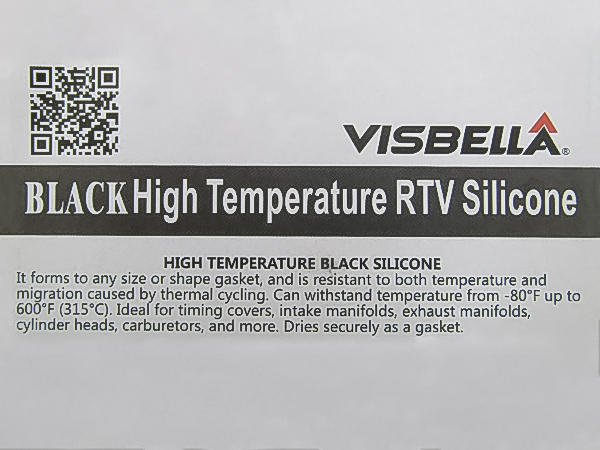 VISBELLA®
BLACK High Temperature RTV Silicone
HIGH TEMPERATURE BLACK SILICONE
It forms to any size or shape gasket, and is resistant to both temperature and
migration caused by thermal cycling. Can withstand temperature from -80°F up to
600°F (315°C). Ideal for timing covers, intake manifolds, exhaust manifolds,
cylinder heads, carburetors, and more. Dries securely as a gasket.